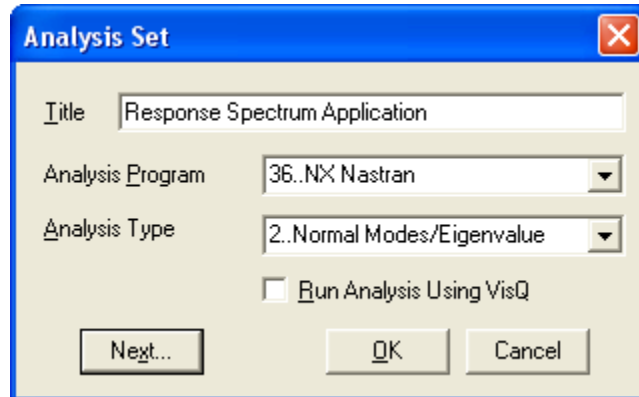 Analysis Set
Title Response Spectrum Application
Analysis Program 36..NX Nastran
Analysis Type 2..Normal Modes/Eigenvalue
Run Analysis Using VisQ
Next... OK Cancel